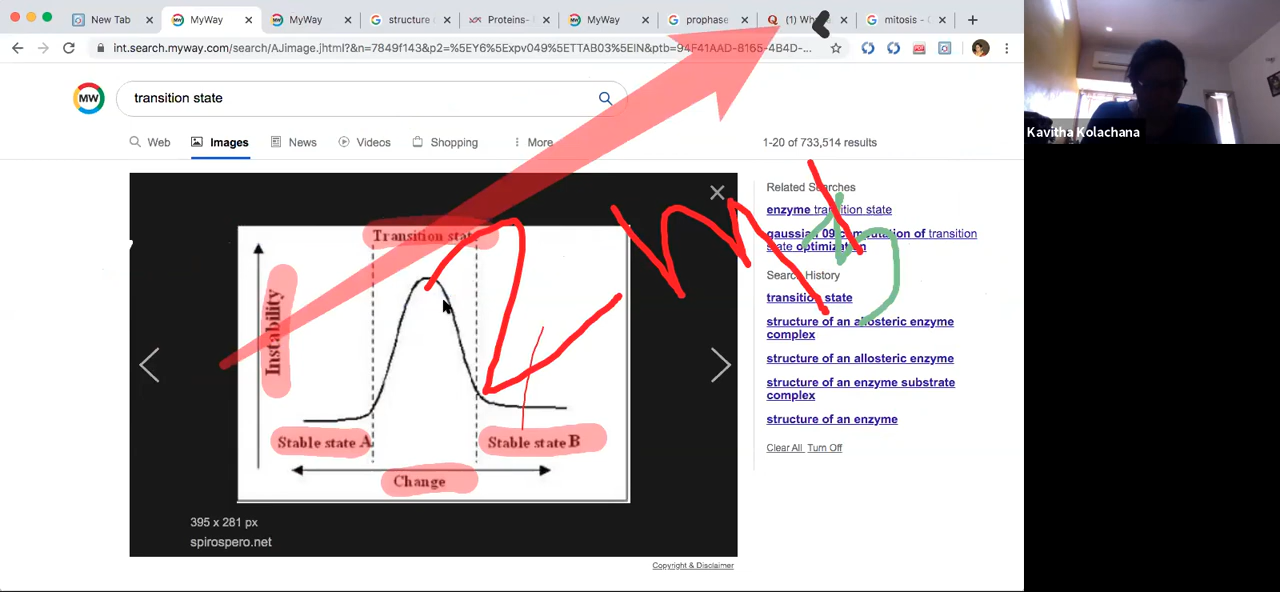 New Tab
MyWay
MyWay
structure
Proteins-
MyWay
prophase
(1) Wh
mitosis -
int.search.myway.com/search/AJimage.jhtml?&n=7849f143&p2=%5EY6%5Expv049%5ETTAB03%5EIN&ptb=94F41AAD-8165-4B4D-...
MW
transition state
Web
Images
News
Videos
Shopping
More
1-20 of 733,514 results
Transition state
Instability
Stable state A
Stable state B
Change
395 x 281 px
spirospero.net
Copyright & Disclaimer
Related Searches
enzyme transition state
gaussian 09 computation of transition
state optimization
Search History
transition state
structure of an allosteric enzyme
complex
structure of an allosteric enzyme
structure of an enzyme substrate
complex
structure of an enzyme
Clear All
Turn Off
Kavitha Kolachana